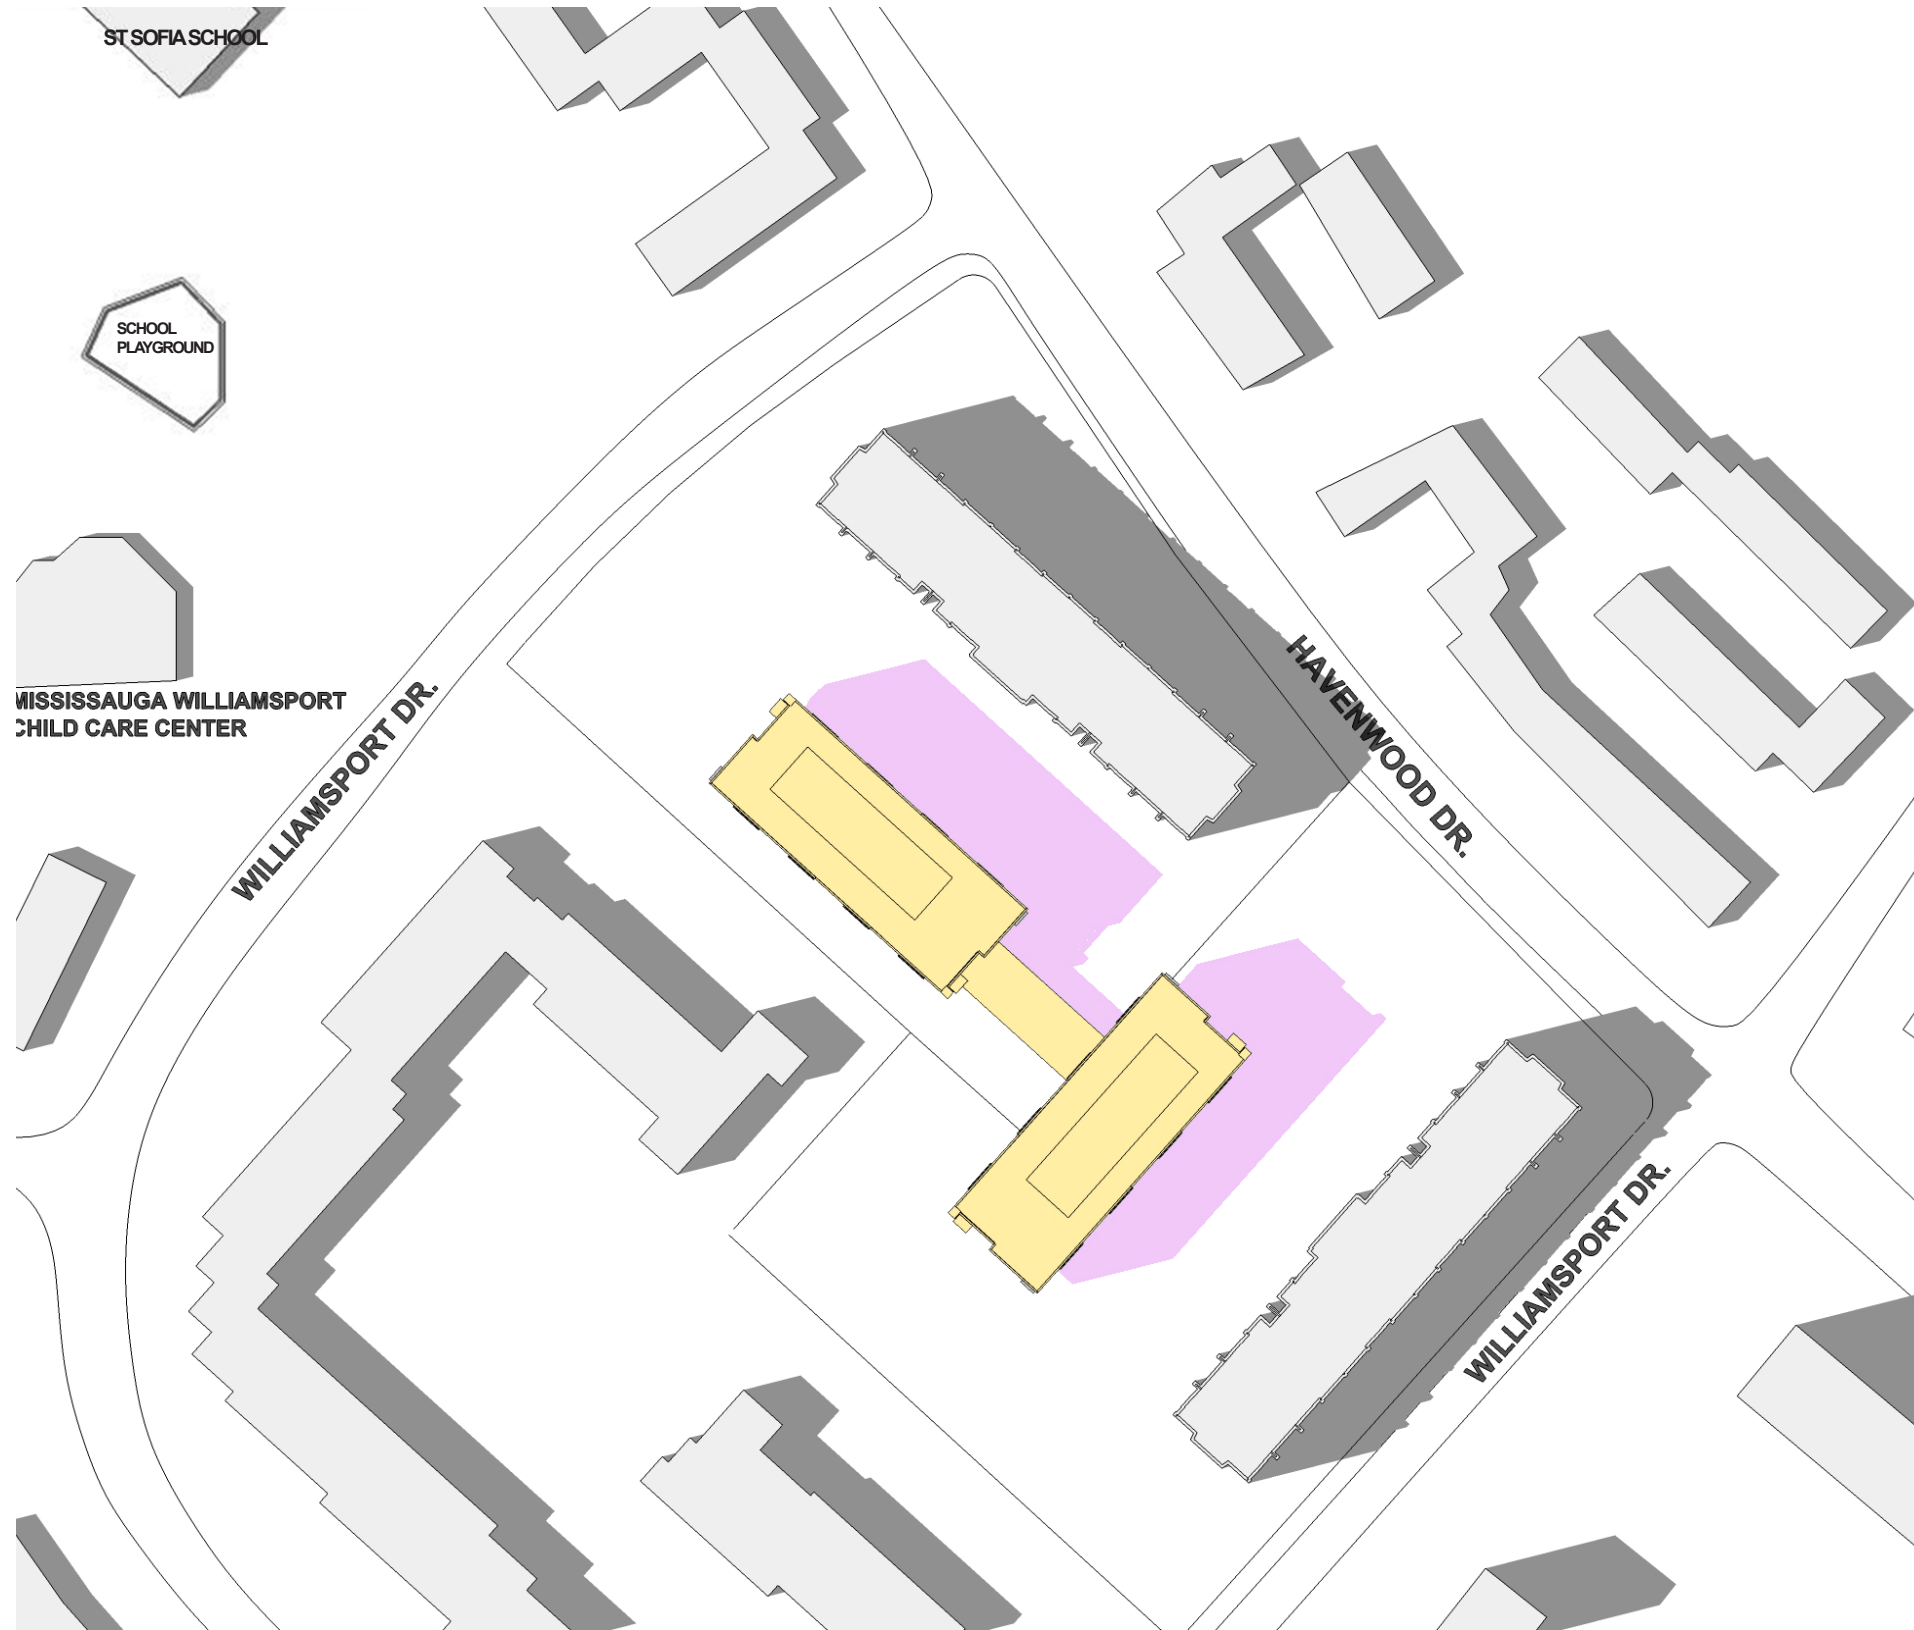 ST SOFIA SCHOOL
SCHOOL
PLAYGROUND
HAVENWOOD DR.
MISSISSAUGA WILLIAMSPORT
CHILD CARE CENTER
WILLIAMSPORT DR.
WILLIAMSPORT DR.